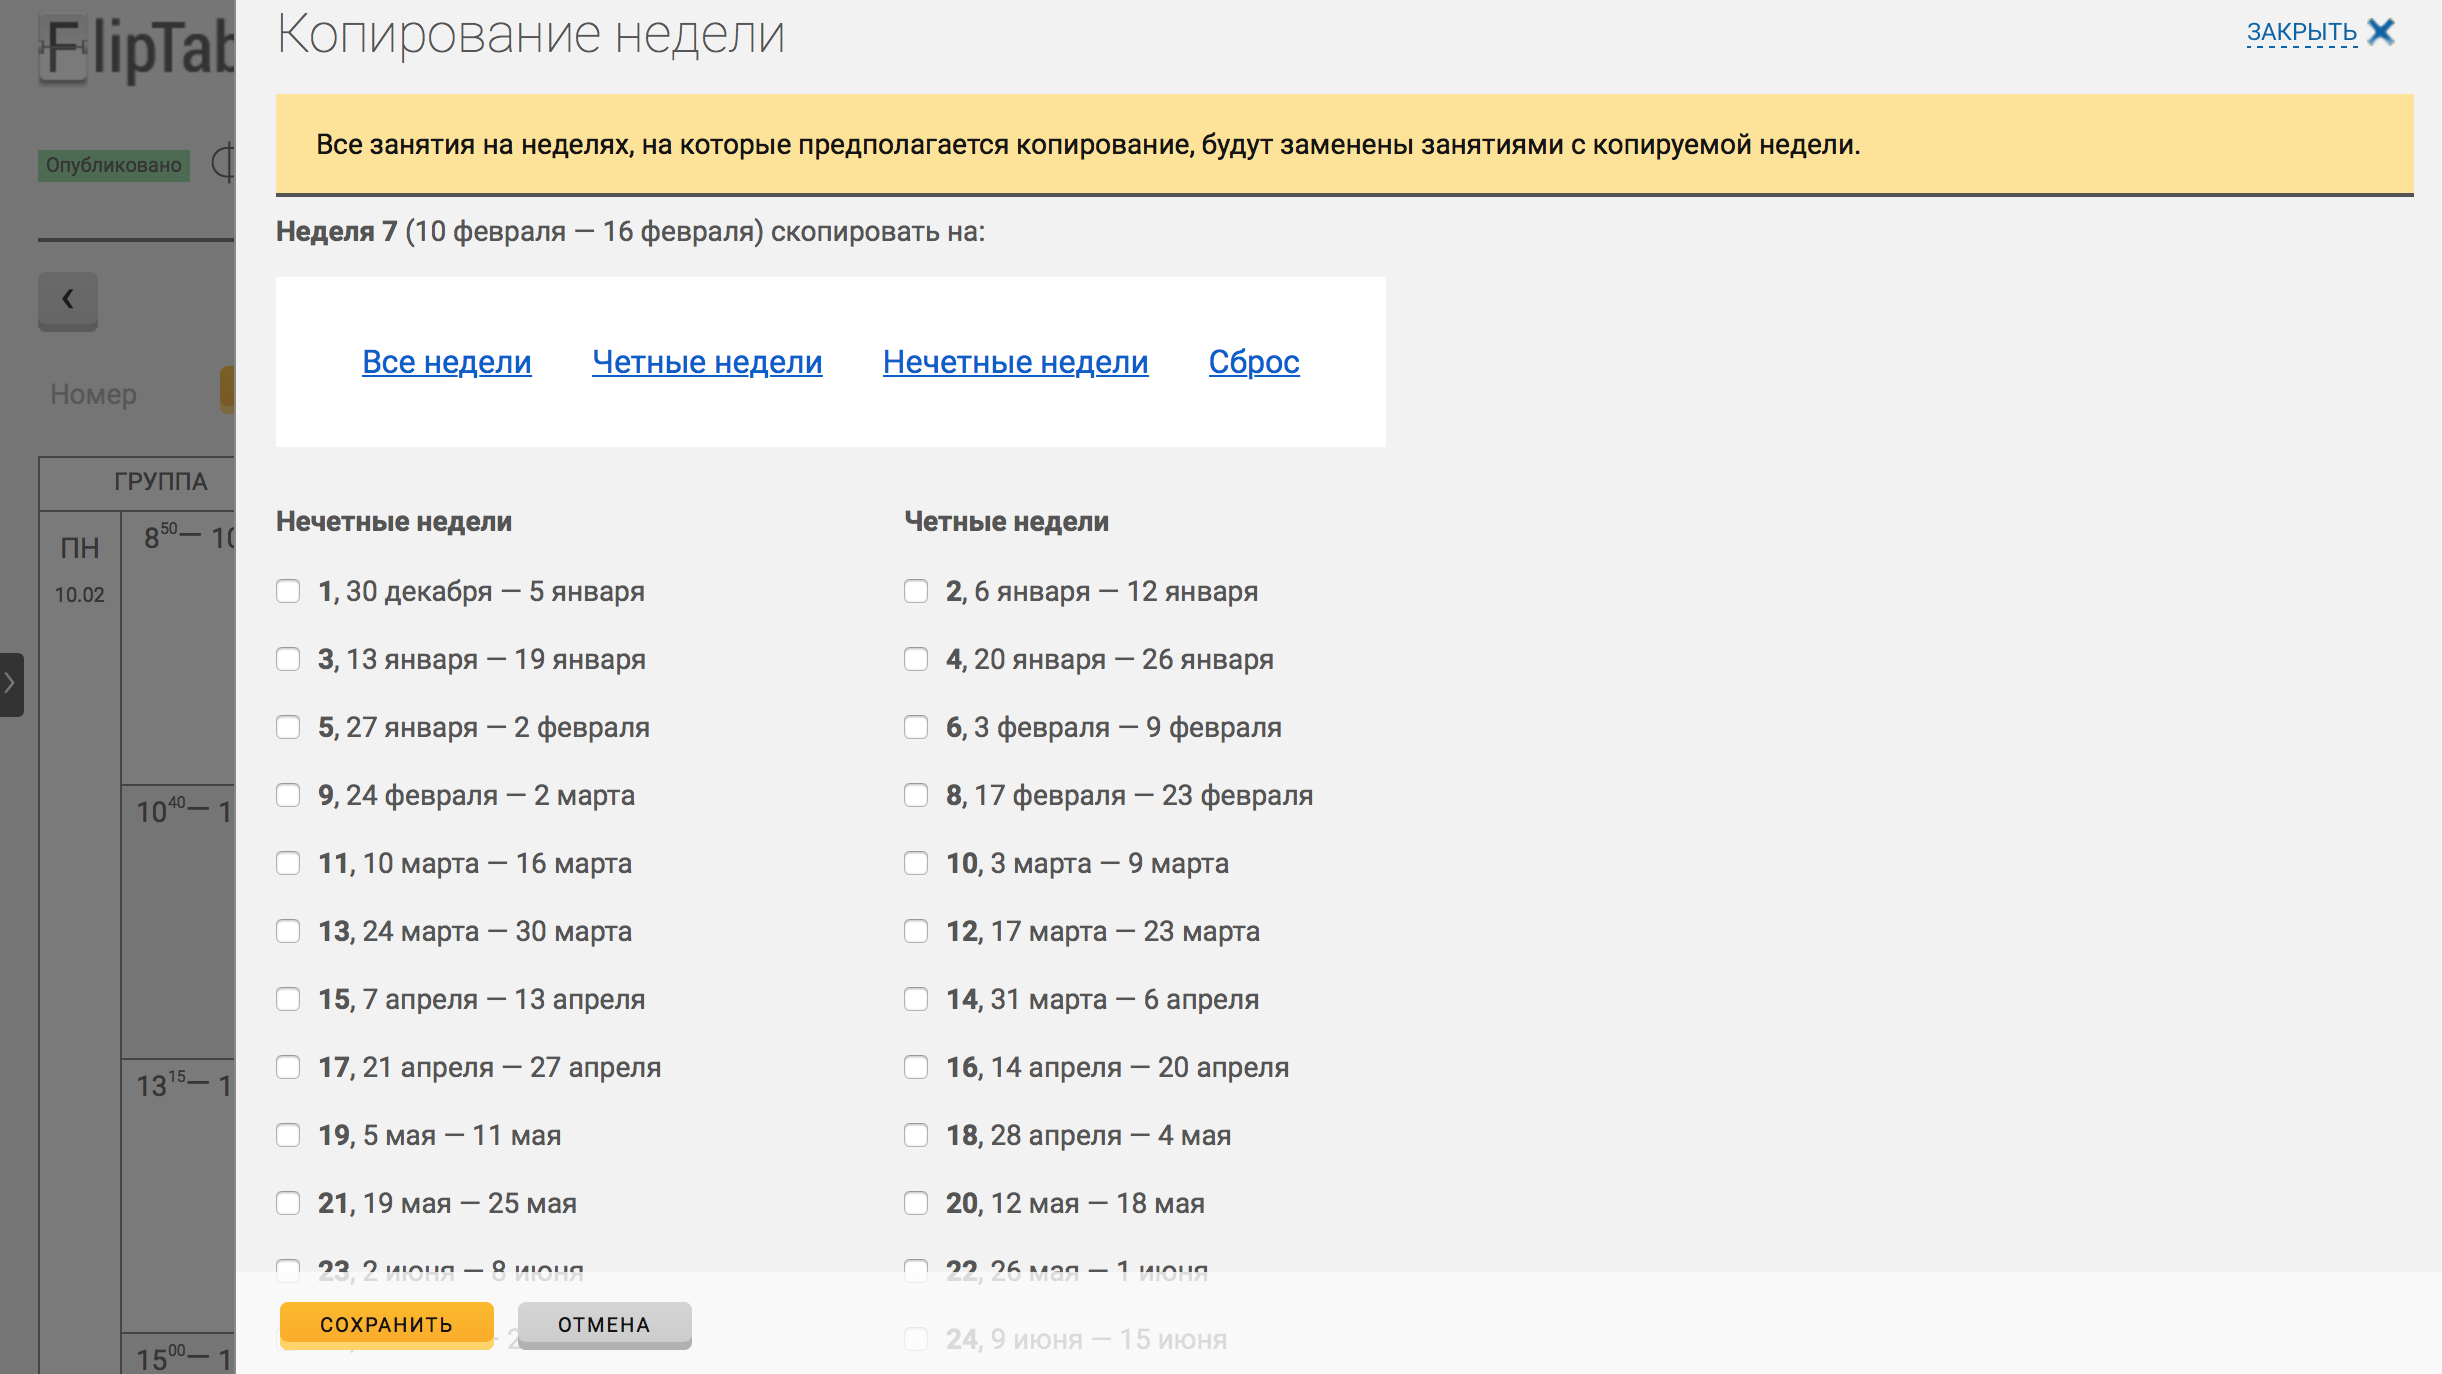 FlipTab
Копирование недели
ЗАКРЫТЬ
Опубликовано
Все занятия на неделях, на которые предполагается копирование, будут заменены занятиями с копируемой недели.
Неделя 7 (10 февраля — 16 февраля) скопировать на:
Все недели Четные недели Нечетные недели Сброс
Номер
ГРУППА
ПН
10.02
8⁵⁰— 10
10⁴⁰— 1
13¹⁵— 1
15⁰⁰— 1
Нечетные недели
1, 30 декабря — 5 января
3, 13 января — 19 января
5, 27 января — 2 февраля
9, 24 февраля — 2 марта
11, 10 марта — 16 марта
13, 24 марта — 30 марта
15, 7 апреля — 13 апреля
17, 21 апреля — 27 апреля
19, 5 мая — 11 мая
21, 19 мая — 25 мая
23, 2 июня — 8 июня
Четные недели
2, 6 января — 12 января
4, 20 января — 26 января
6, 3 февраля — 9 февраля
8, 17 февраля — 23 февраля
10, 3 марта — 9 марта
12, 17 марта — 23 марта
14, 31 марта — 6 апреля
16, 14 апреля — 20 апреля
18, 28 апреля — 4 мая
20, 12 мая — 18 мая
22, 26 мая — 1 июня
24, 9 июня — 15 июня
СОХРАНИТЬ ОТМЕНА